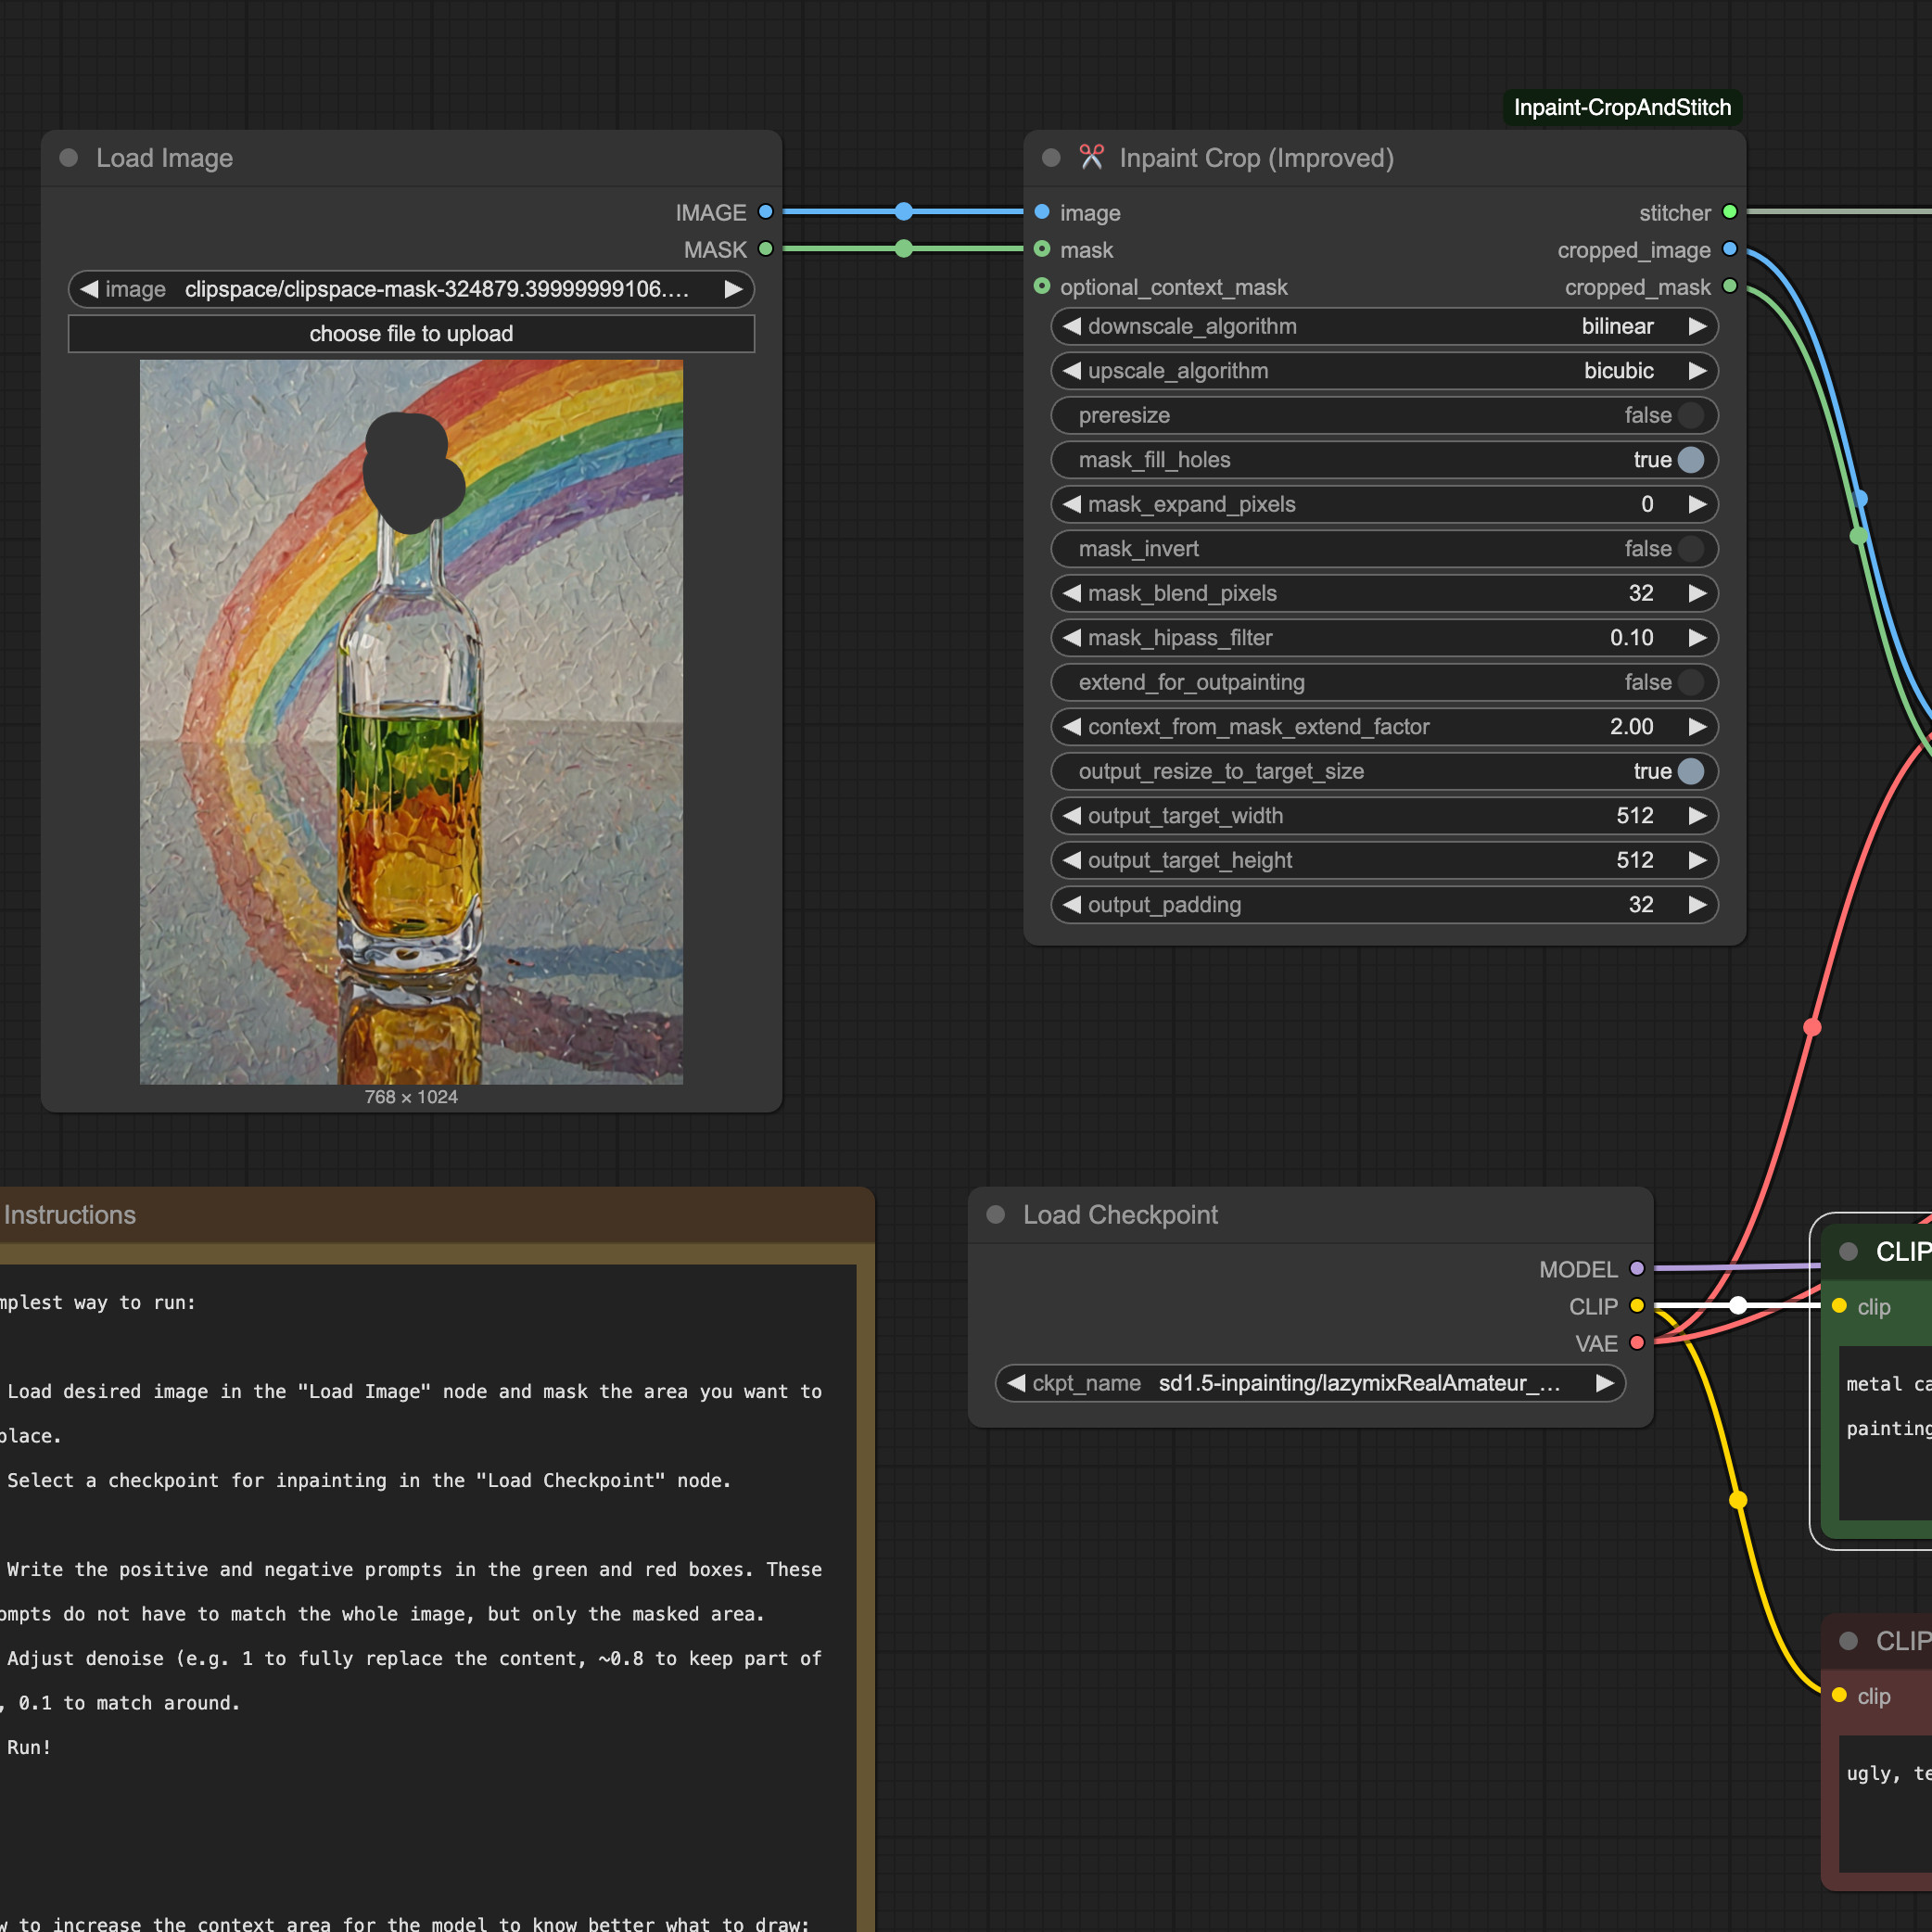 Inpaint-CropAndStitch
Load Image
IMAGE
MASK
image clipspace/clipspace-mask-324879.39999999106....
choose file to upload
768 × 1024
Inpaint Crop (Improved)
image
stitcher
mask
cropped_image
optional_context_mask
cropped_mask
downscale_algorithm bilinear
upscale_algorithm bicubic
preresize false
mask_fill_holes true
mask_expand_pixels 0
mask_invert false
mask_blend_pixels 32
mask_hipass_filter 0.10
extend_for_outpainting false
context_from_mask_extend_factor 2.00
output_resize_to_target_size true
output_target_width 512
output_target_height 512
output_padding 32
Instructions
mplest way to run:
Load desired image in the "Load Image" node and mask the area you want to
place.
Select a checkpoint for inpainting in the "Load Checkpoint" node.
Write the positive and negative prompts in the green and red boxes. These
ompts do not have to match the whole image, but only the masked area.
Adjust denoise (e.g. 1 to fully replace the content, ~0.8 to keep part of
, 0.1 to match around.
Run!
w to increase the context area for the model to know better what to draw:
Load Checkpoint
MODEL
CLIP
VAE
ckpt_name sd1.5-inpainting/lazymixRealAmateur_...
CLIP
clip
metal ca
painting
CLIP
clip
ugly, te